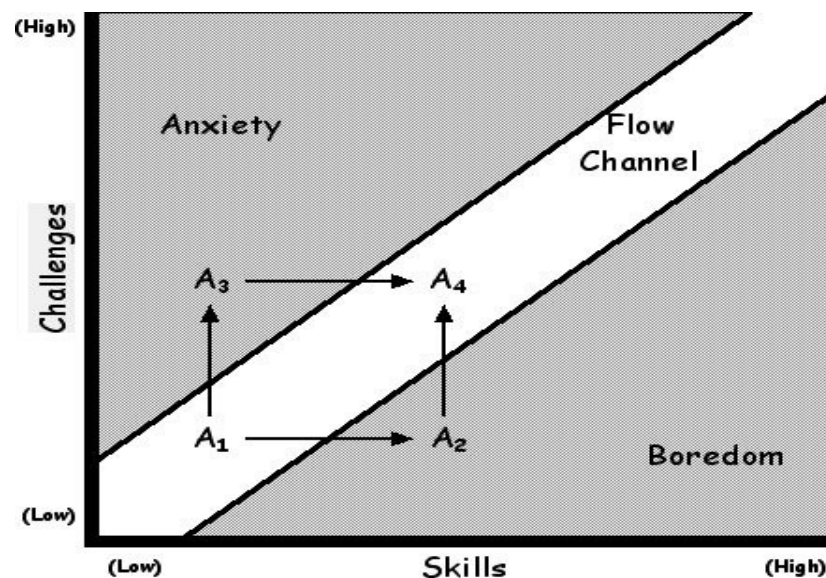 (High)
Anxiety
Flow
Channel
Challenges
A₃
A₄
A₁
A₂
Boredom
(Low)
(Low)
Skills
(High)